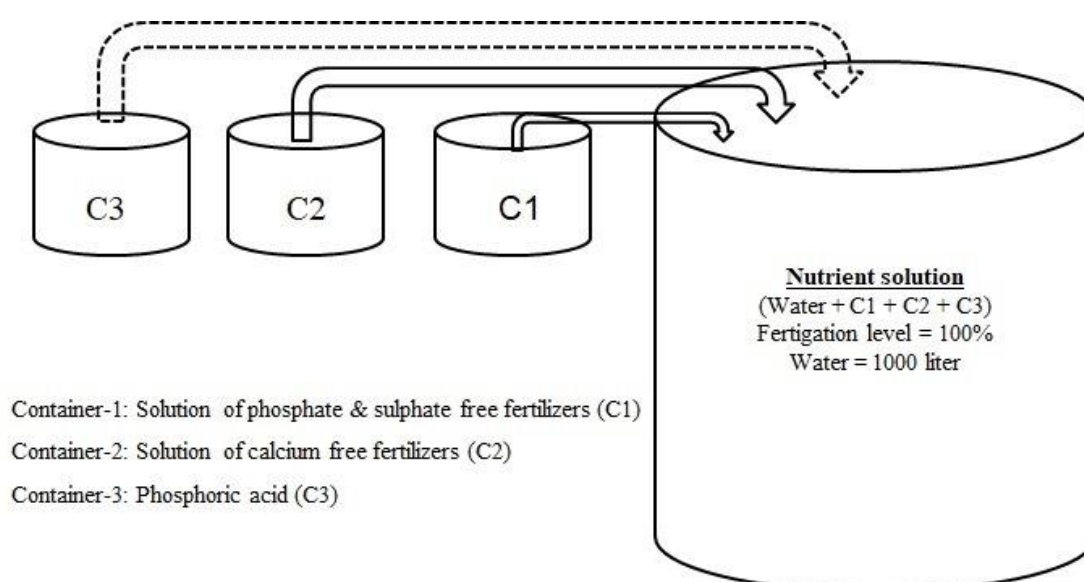 C3
C2
C1
Nutrient solution
(Water + C1 + C2 + C3)
Fertigation level = 100%
Water = 1000 liter
Container-1: Solution of phosphate & sulphate free fertilizers (C1)
Container-2: Solution of calcium free fertilizers (C2)
Container-3: Phosphoric acid (C3)